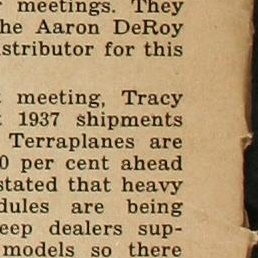 meetings. They
he Aaron DeRoy
stributor for this
meeting, Tracy
1937 shipments
Terraplanes are
0 per cent ahead
stated that heavy
dules are being
eep dealers sup-
models so there